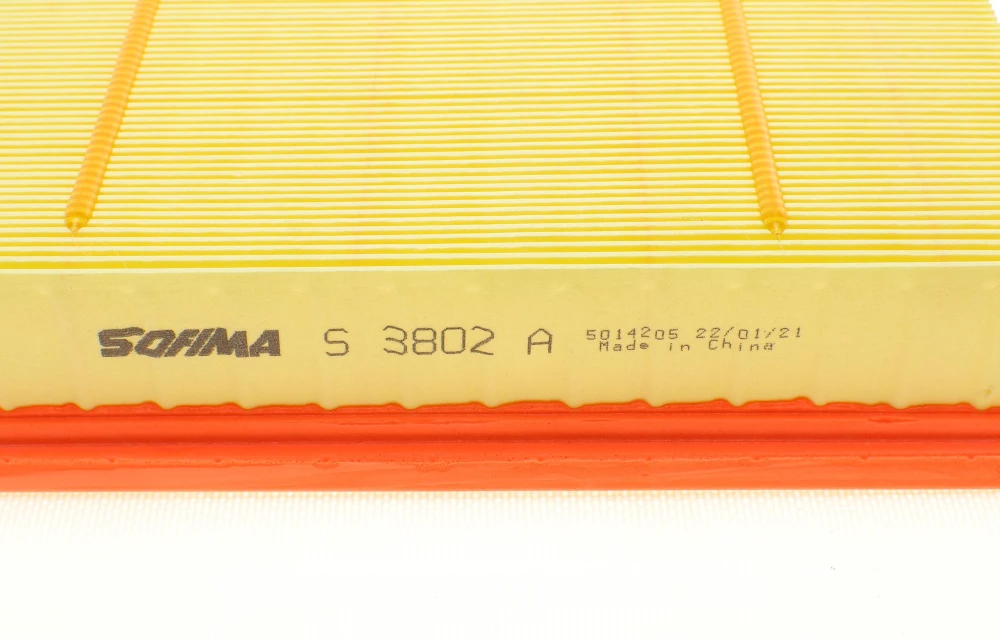 SOFIMA S 3802 A 5014205 22/01/21
Made in China